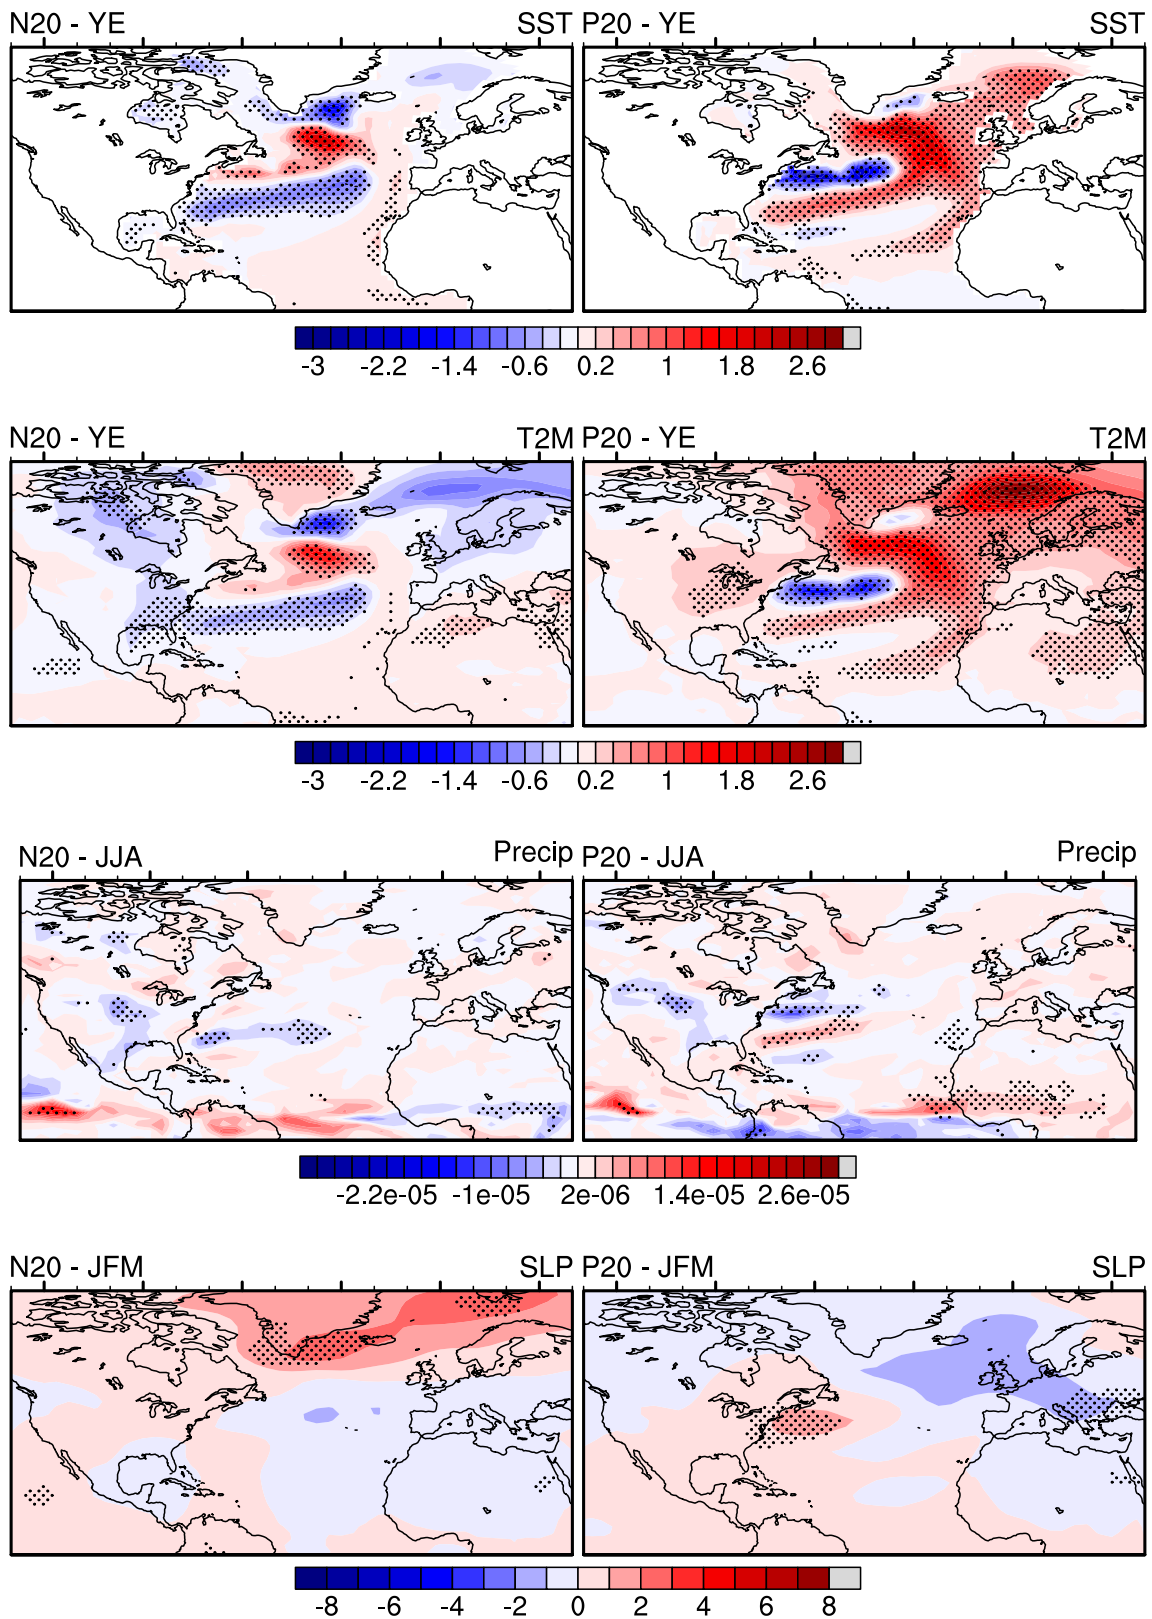 N20 - YE SST P20 - YE SST
-3 -2.2 -1.4 -0.6 0.2 1 1.8 2.6
N20 - YE T2M P20 - YE T2M
-3 -2.2 -1.4 -0.6 0.2 1 1.8 2.6
N20 - JJA Precip P20 - JJA Precip
-2.2e-05 -1e-05 2e-06 1.4e-05 2.6e-05
N20 - JFM SLP P20 - JFM SLP
-8 -6 -4 -2 0 2 4 6 8